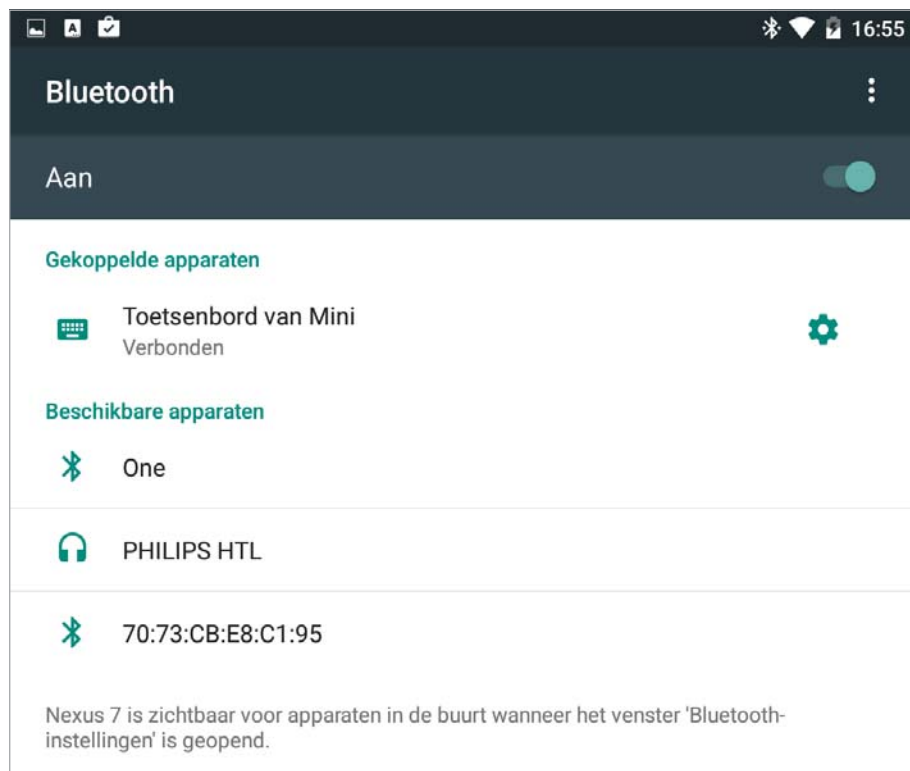 16:55
Bluetooth
Aan
Gekoppelde apparaten
Toetsenbord van Mini
Verbonden
Beschikbare apparaten
One
PHILIPS HTL
70:73:CB:E8:C1:95
Nexus 7 is zichtbaar voor apparaten in de buurt wanneer het venster 'Bluetooth-
instellingen' is geopend.